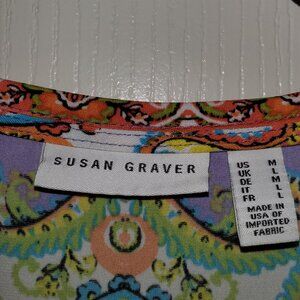 SUSAN GRAVER
US M
UK L
DE L
IT L
FR L
MADE IN
USA OF
IMPORTED
FABRIC